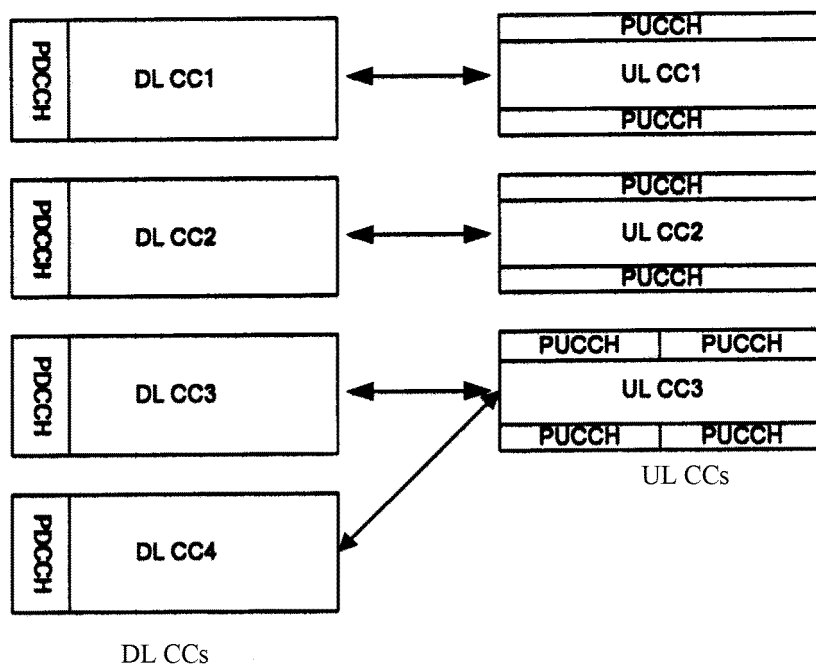 PDCCH DL CC1
PUCCH
UL CC1
PUCCH
PDCCH DL CC2
PUCCH
UL CC2
PUCCH
PDCCH DL CC3
PUCCH PUCCH
UL CC3
PUCCH PUCCH
UL CCs
PDCCH DL CC4
DL CCs